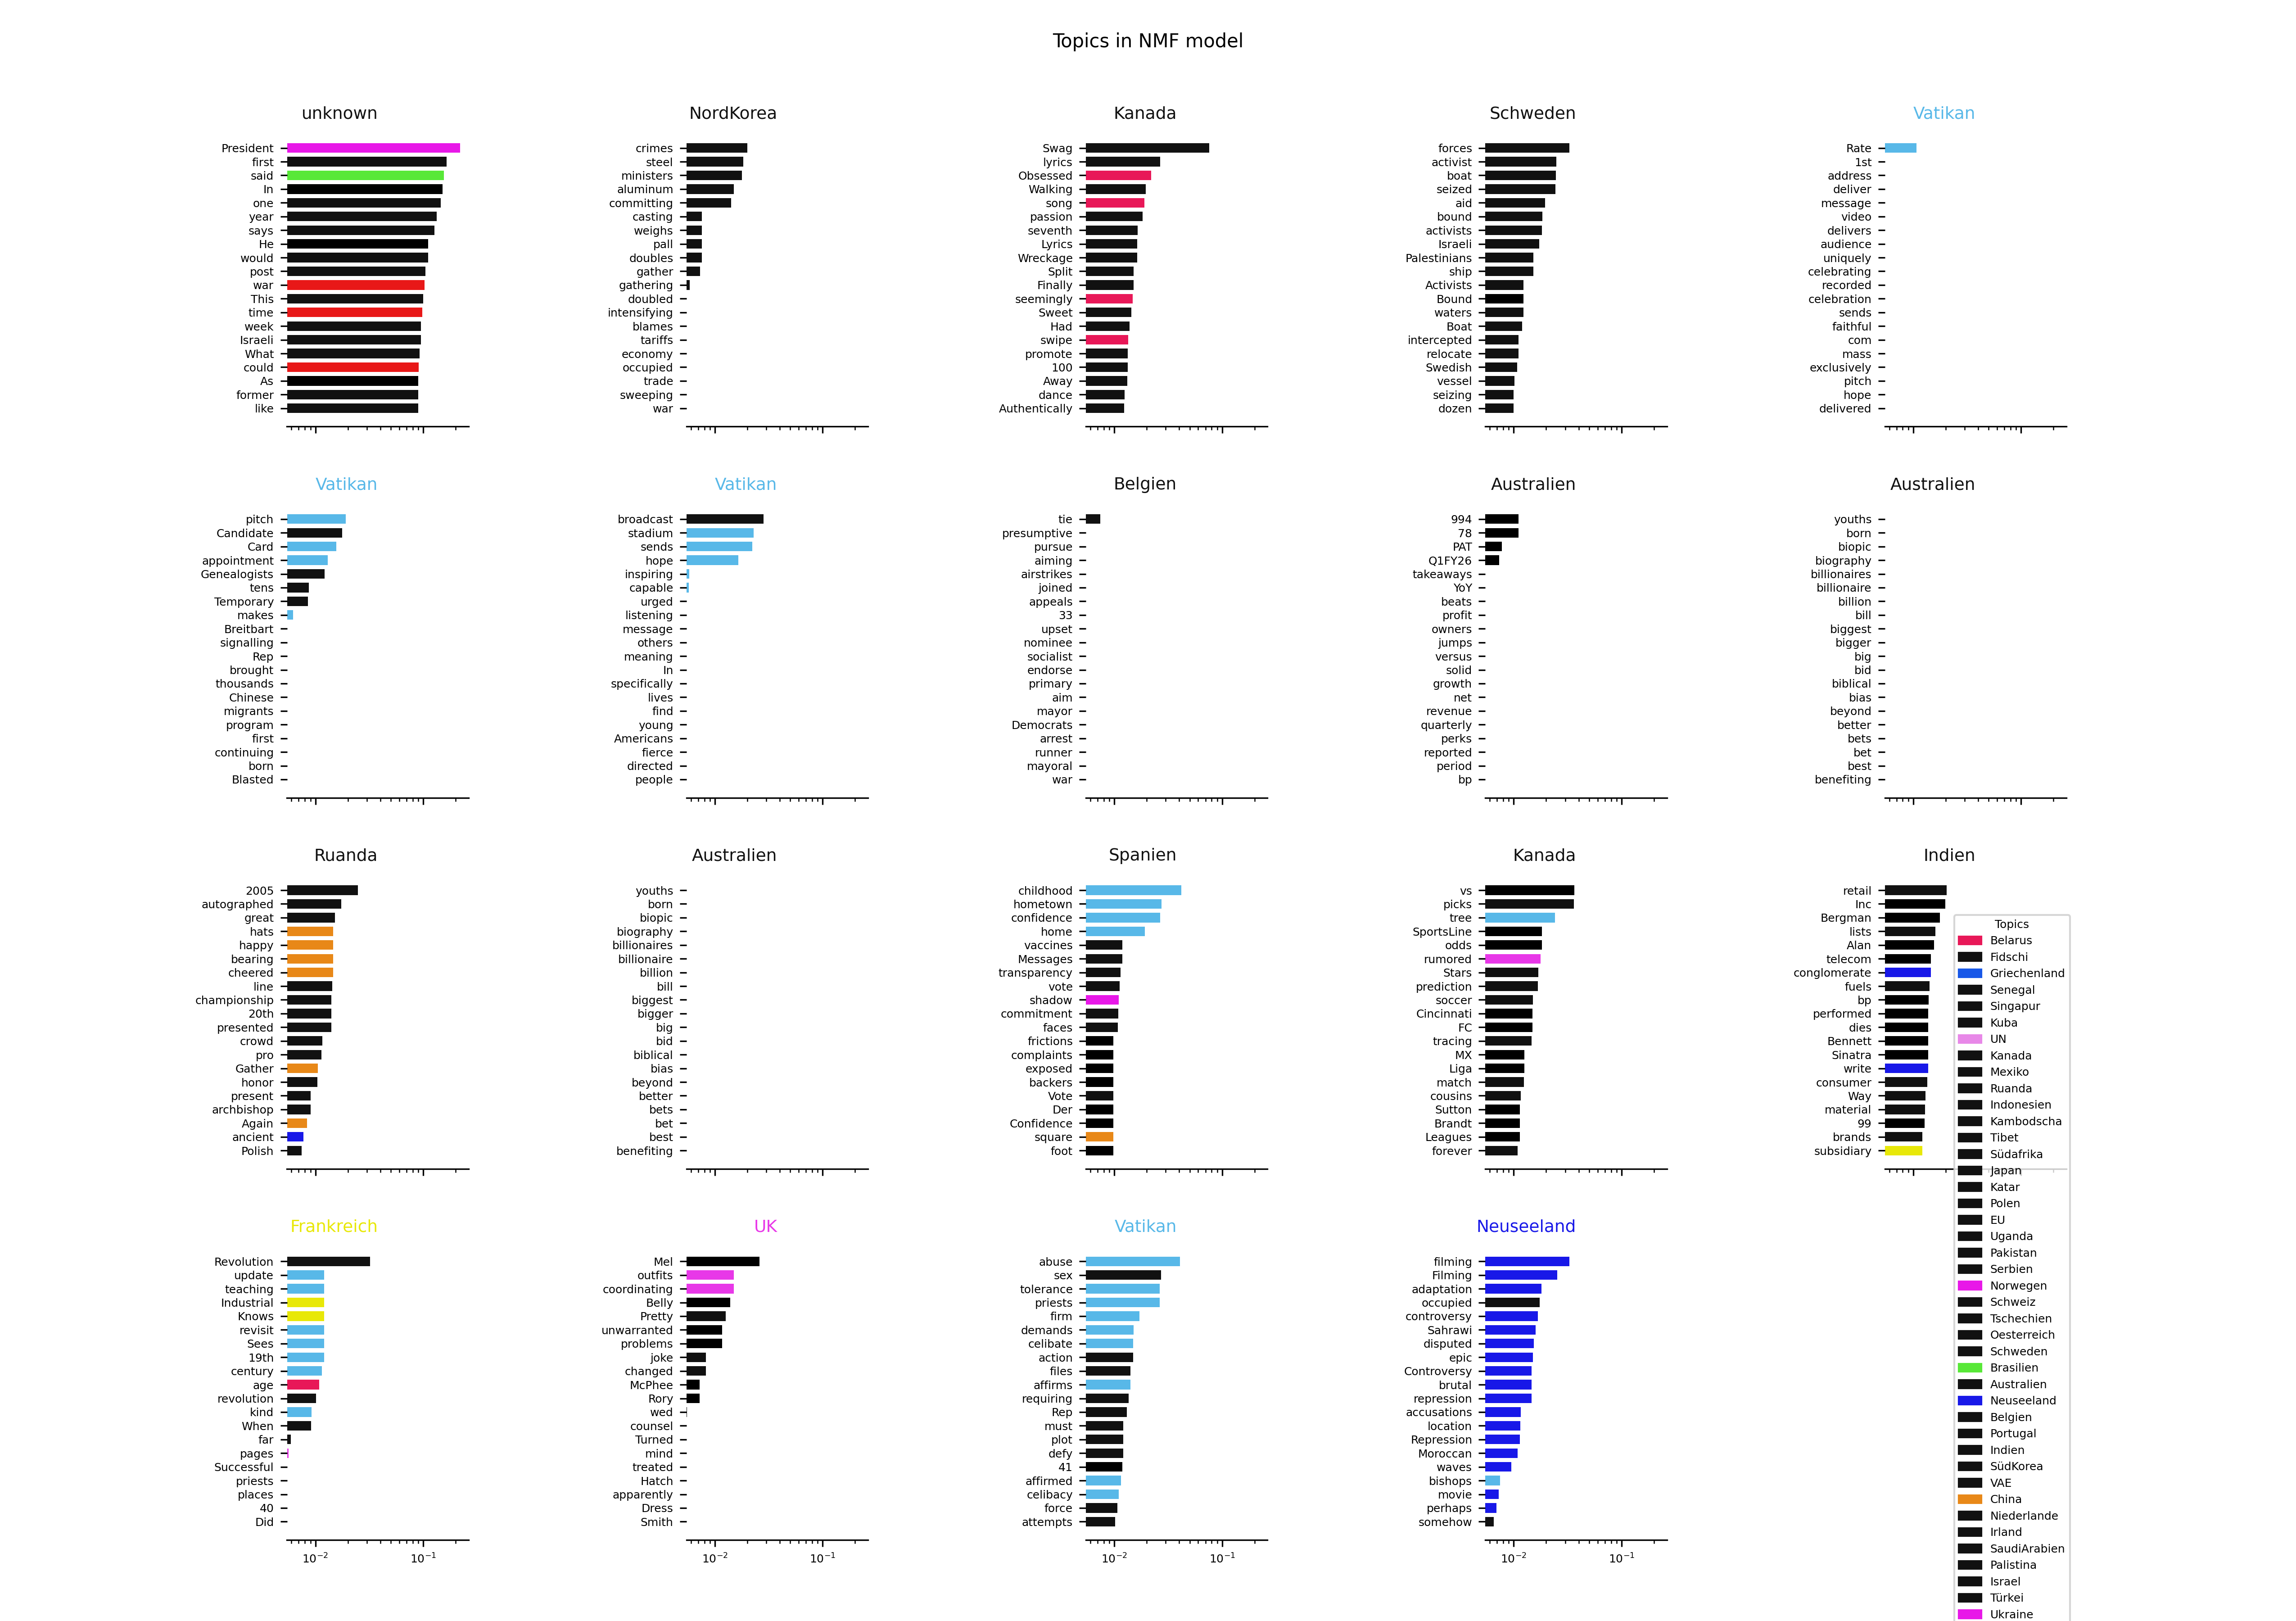 Topics in NMF model
unknown
President
first
said
In
one
year
says
He
would
post
war
This
time
week
Israeli
What
could
As
former
like
NordKorea
crimes
steel
ministers
aluminum
committing
casting
weighs
pall
doubles
gather
gathering
doubled
intensifying
blames
tariffs
economy
occupied
trade
sweeping
war
Kanada
Swag
lyrics
Obsessed
Walking
song
passion
seventh
Lyrics
Wreckage
Split
Finally
seemingly
Sweet
Had
swipe
promote
100
Away
dance
Authentically
Schweden
forces
activist
boat
seized
aid
bound
activists
Israeli
Palestinians
ship
Activists
Bound
waters
Boat
intercepted
relocate
Swedish
vessel
seizing
dozen
Vatikan
Rate
1st
address
deliver
message
video
delivers
audience
uniquely
celebrating
recorded
celebration
sends
faithful
com
mass
exclusively
pitch
hope
delivered
Vatikan
pitch
Candidate
Card
appointment
Genealogists
tens
Temporary
makes
Breitbart
signalling
Rep
brought
thousands
Chinese
migrants
program
first
continuing
born
Blasted
Vatikan
broadcast
stadium
sends
hope
inspiring
capable
urged
listening
message
others
meaning
In
specifically
lives
find
young
Americans
fierce
directed
people
Belgien
tie
presumptive
pursue
aiming
airstrikes
joined
appeals
33
upset
nominee
socialist
endorse
primary
aim
mayor
Democrats
arrest
runner
mayoral
war
Australien
994
78
PAT
Q1FY26
takeaways
YoY
beats
profit
owners
jumps
versus
solid
growth
net
revenue
quarterly
perks
reported
period
bp
Australien
youths
born
biopic
biography
billionaires
billionaire
billion
bill
biggest
bigger
big
bid
biblical
bias
beyond
better
bets
bet
best
benefiting
Ruanda
2005
autographed
great
hats
happy
bearing
cheered
line
championship
20th
presented
crowd
pro
Gather
honor
present
archbishop
Again
ancient
Polish
Australien
youths
born
biopic
biography
billionaires
billionaire
billion
bill
biggest
bigger
big
bid
biblical
bias
beyond
better
bets
bet
best
benefiting
Spanien
childhood
hometown
confidence
home
vaccines
Messages
transparency
vote
shadow
commitment
faces
frictions
complaints
exposed
backers
Vote
Der
Confidence
square
foot
Kanada
vs
picks
tree
SportsLine
odds
rumored
Stars
prediction
soccer
Cincinnati
FC
tracing
MX
Liga
match
cousins
Sutton
Brandt
Leagues
forever
Indien
retail
Inc
Bergman
lists
Alan
telecom
conglomerate
fuels
bp
performed
dies
Bennett
Sinatra
write
consumer
Way
material
99
brands
subsidiary
Frankreich
Revolution
update
teaching
Industrial
Knows
revisit
Sees
19th
century
age
revolution
kind
When
far
pages
Successful
priests
places
40
Did
10⁻² 10⁻¹
UK
Mel
outfits
coordinating
Belly
Pretty
unwarranted
problems
joke
changed
McPhee
Rory
wed
counsel
Turned
mind
treated
Hatch
apparently
Dress
Smith
10⁻² 10⁻¹
Vatikan
abuse
sex
tolerance
priests
firm
demands
celibate
action
files
affirms
requiring
Rep
must
plot
defy
41
affirmed
celibacy
force
attempts
10⁻² 10⁻¹
Neuseeland
filming
Filming
adaptation
occupied
controversy
Sahrawi
disputed
epic
Controversy
brutal
repression
accusations
location
Repression
Moroccan
waves
bishops
movie
perhaps
somehow
10⁻² 10⁻¹
Topics
Belarus
Fidschi
Griechenland
Senegal
Singapur
Kuba
UN
Kanada
Mexiko
Ruanda
Indonesien
Kambodscha
Tibet
Südafrika
Japan
Katar
Polen
EU
Uganda
Pakistan
Serbien
Norwegen
Schweiz
Tschechien
Oesterreich
Schweden
Brasilien
Australien
Neuseeland
Belgien
Portugal
Indien
SüdKorea
VAE
China
Niederlande
Irland
SaudiArabien
Palistina
Israel
Türkei
Ukraine